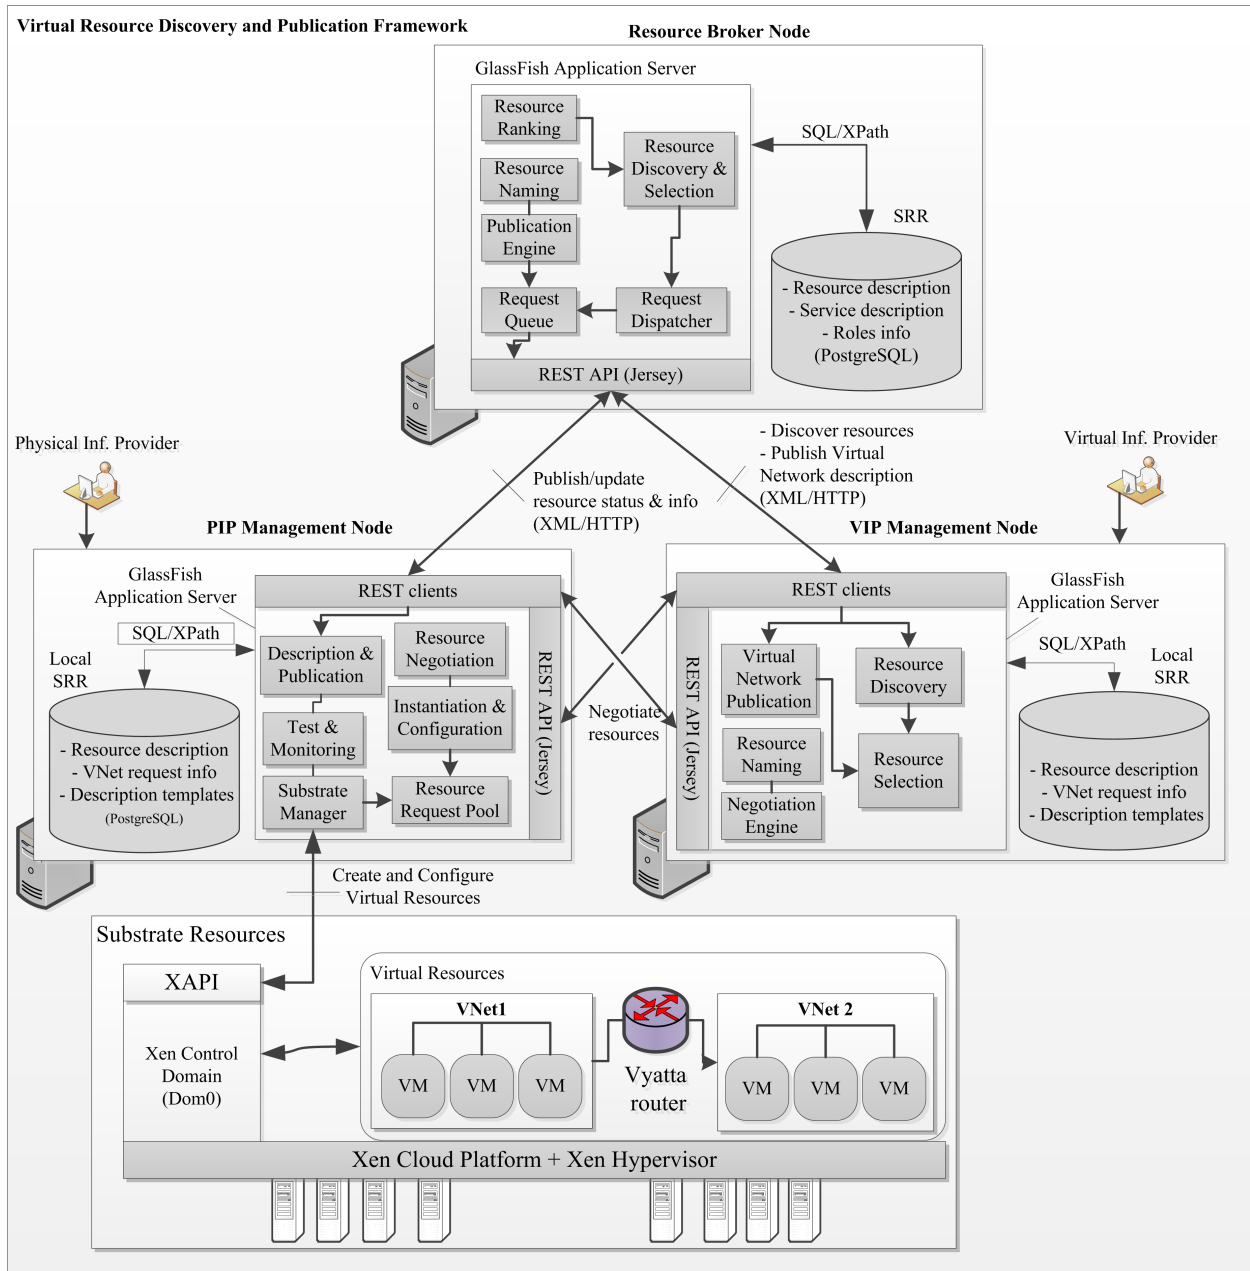 Virtual Resource Discovery and Publication Framework
Resource Broker Node
GlassFish Application Server
Resource
Ranking
Resource
Discovery &
Selection
Resource
Naming
Publication
Engine
Request
Queue
Request
Dispatcher
REST API (Jersey)
SQL/XPath
SRR
- Resource description
- Service description
- Roles info
(PostgreSQL)
Physical Inf. Provider
Publish/update
resource status & info
(XML/HTTP)
- Discover resources
- Publish Virtual
Network description
(XML/HTTP)
Virtual Inf. Provider
PIP Management Node
GlassFish
Application Server
SQL/XPath
Local
SRR
- Resource description
- VNet request info
- Description templates
(PostgreSQL)
REST clients
Description &
Publication
Resource
Negotiation
Test &
Monitoring
Instantiation &
Configuration
Substrate
Manager
Resource
Request Pool
REST API (Jersey)
Negotiate
resources
VIP Management Node
REST clients
REST API (Jersey)
Virtual
Network
Publication
Resource
Discovery
Resource
Naming
Negotiation
Engine
Resource
Selection
GlassFish
Application Server
SQL/XPath
Local
SRR
- Resource description
- VNet request info
- Description templates
Create and Configure
Virtual Resources
Substrate Resources
XAPI
Xen Control
Domain
(Dom0)
Virtual Resources
VNet1
VM
VM
VM
Vyatta
router
VNet 2
VM
VM
VM
Xen Cloud Platform + Xen Hypervisor